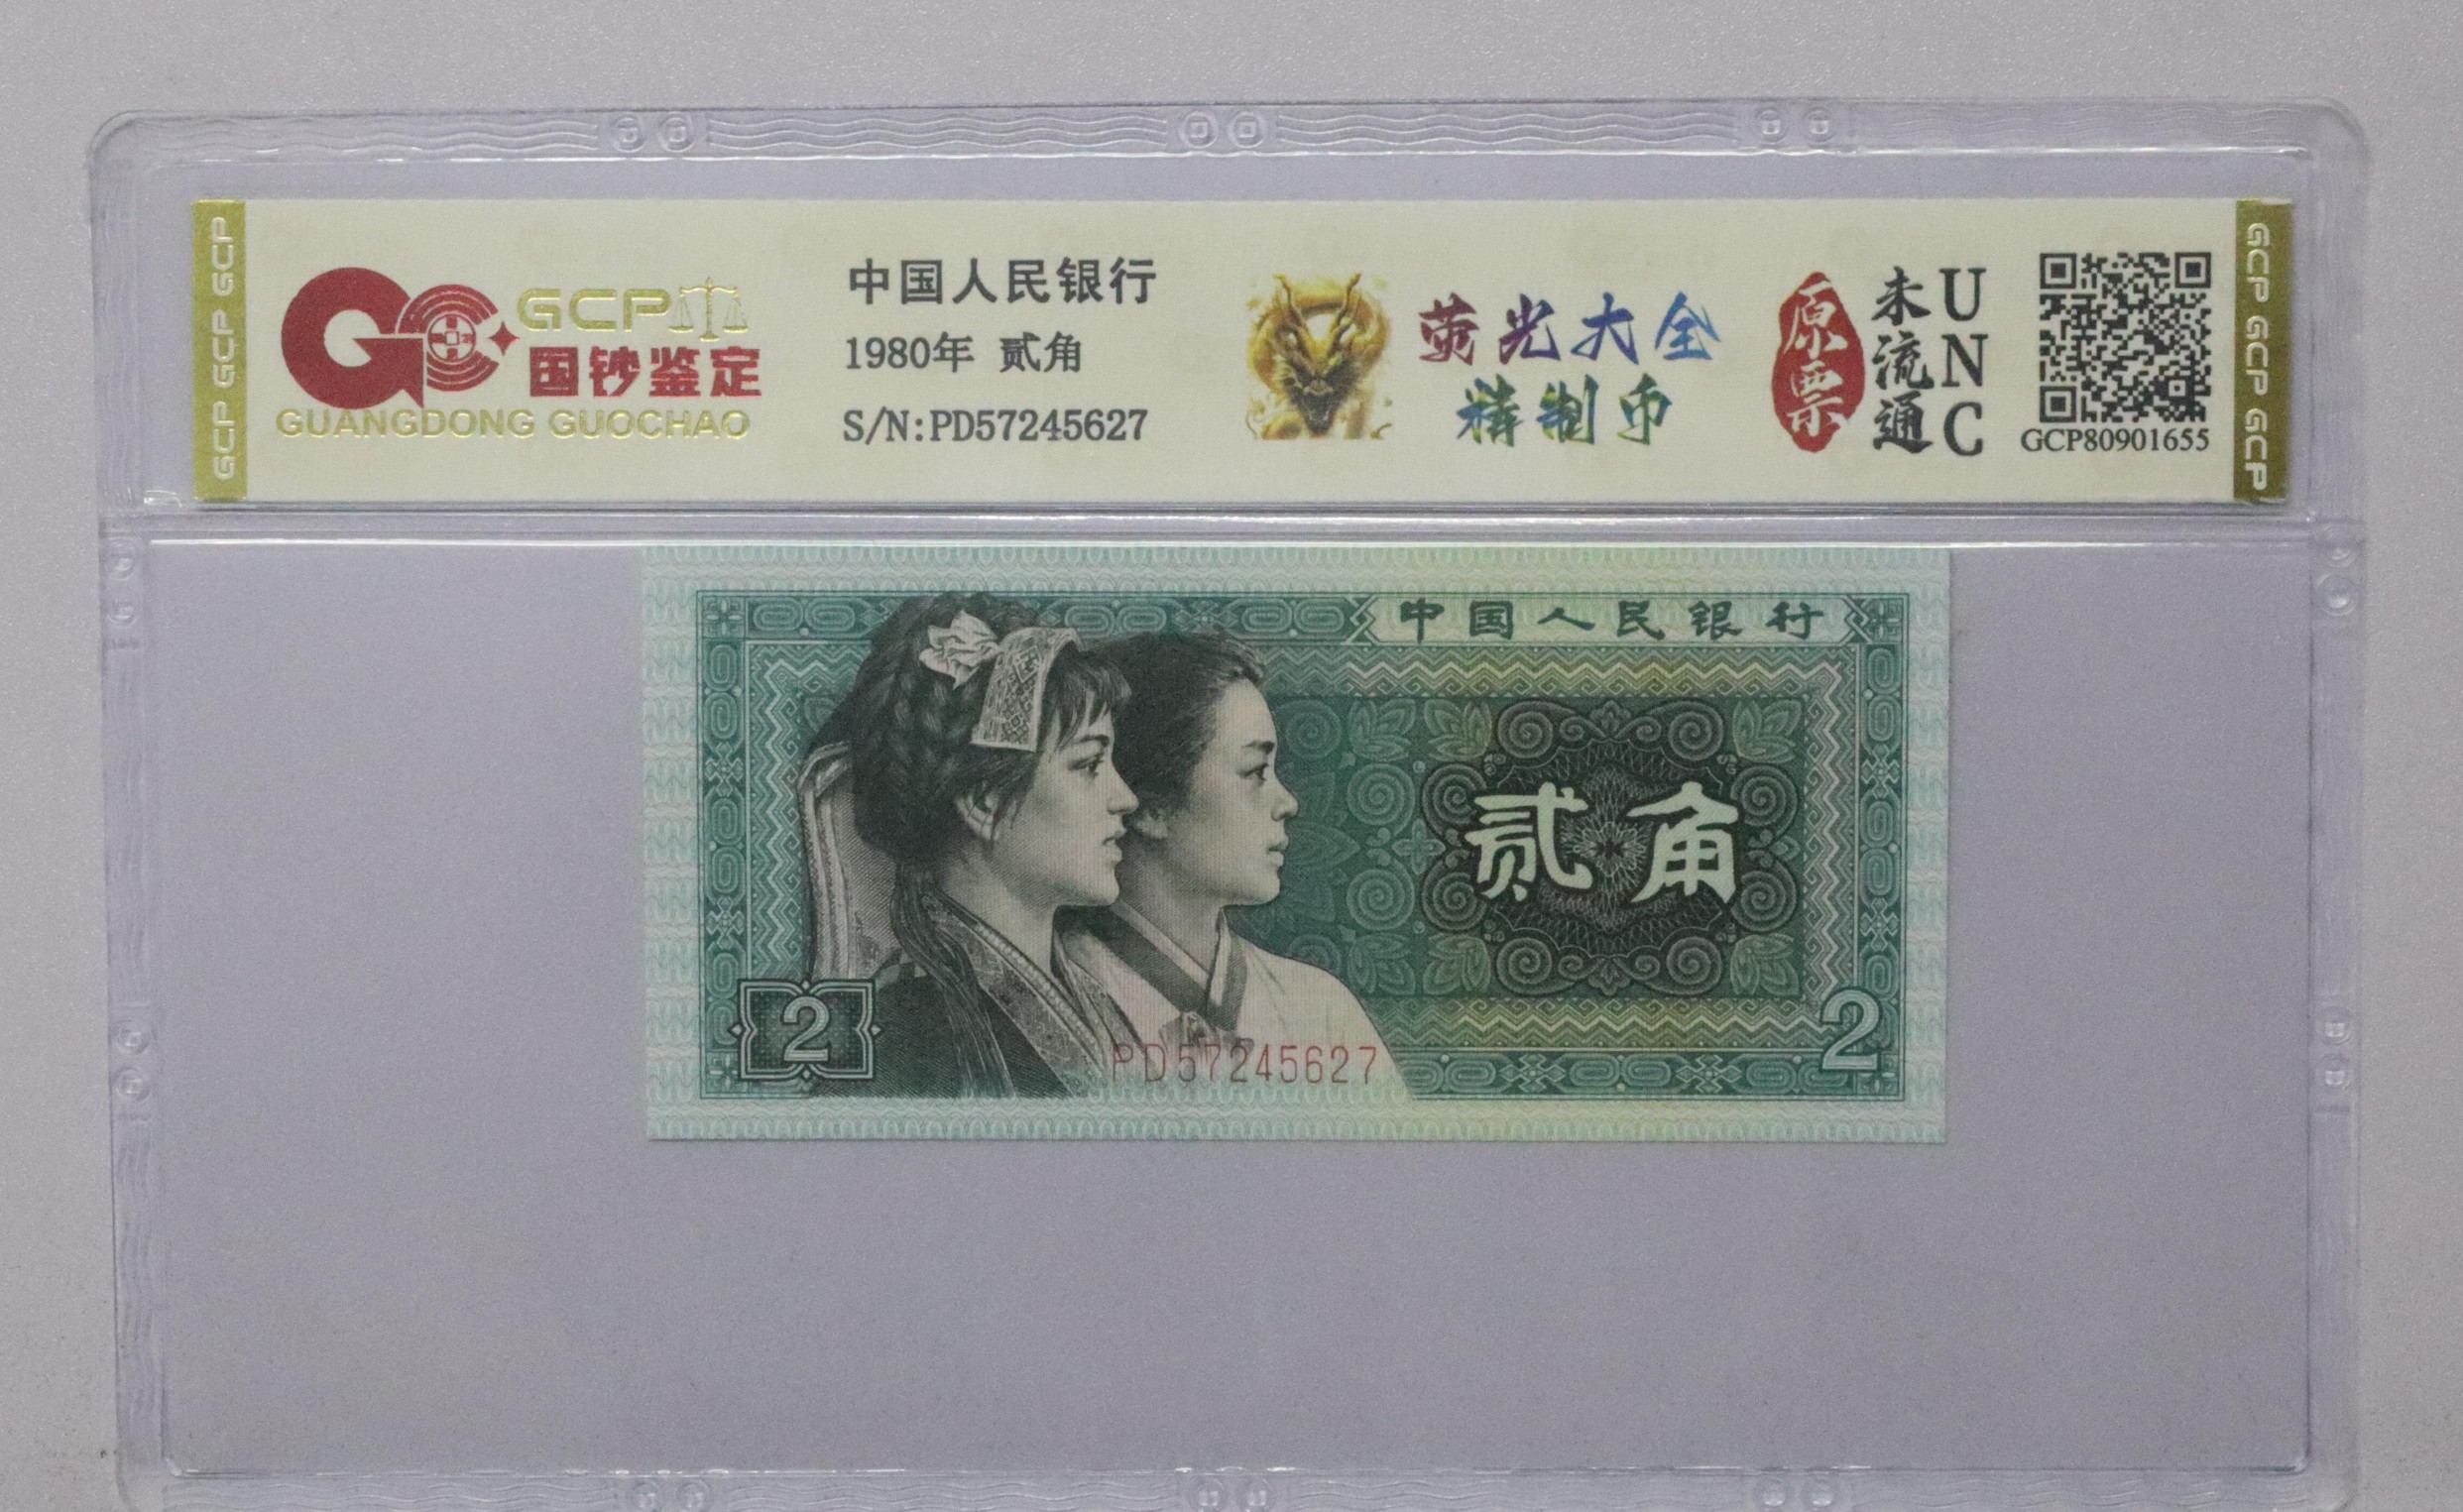 GCP GCP GCP
GCP
国钞鉴定
GUANGDONG GUOCHAO
中国人民银行
1980年 贰角
S/N:PD57245627
荧光大全
精制币
原票
未流通
UNC
GCP80901655
GCP GCP GCP
中国人民银行
贰角
2
2
PD57245627